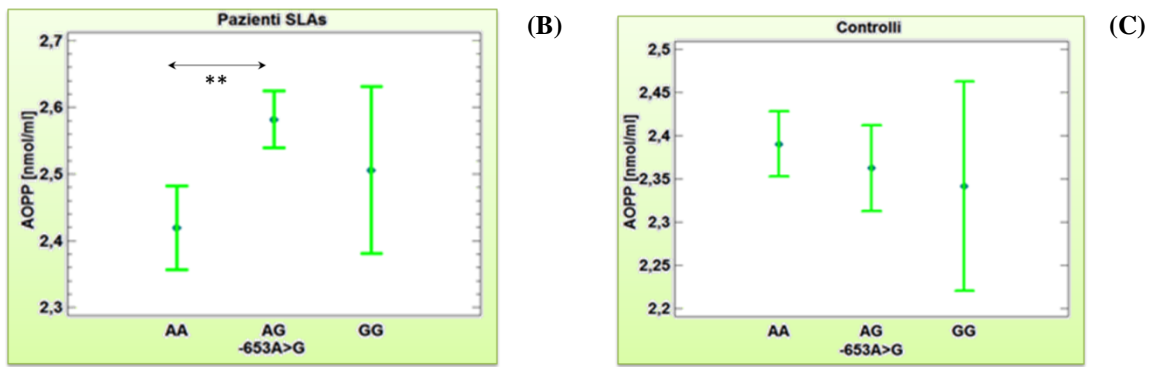 Pazienti SLAs
(B)
AOPP [nmol/ml]
2,7
2,6
2,5
2,4
2,3
**
AA AG GG
-653A>G
Controlli
(C)
AOPP [nmol/ml]
2,5
2,45
2,4
2,35
2,3
2,25
2,2
AA AG GG
-653A>G